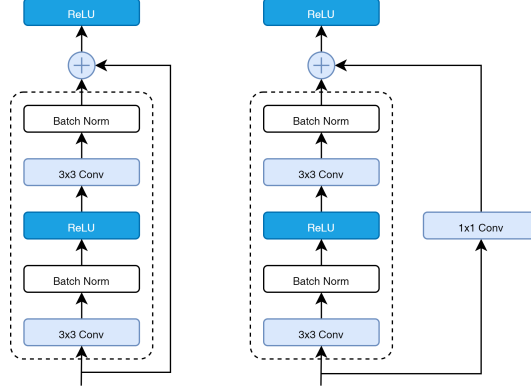 ReLU
+
Batch Norm
3x3 Conv
ReLU
Batch Norm
3x3 Conv
ReLU
+
Batch Norm
3x3 Conv
ReLU
Batch Norm
3x3 Conv
1x1 Conv